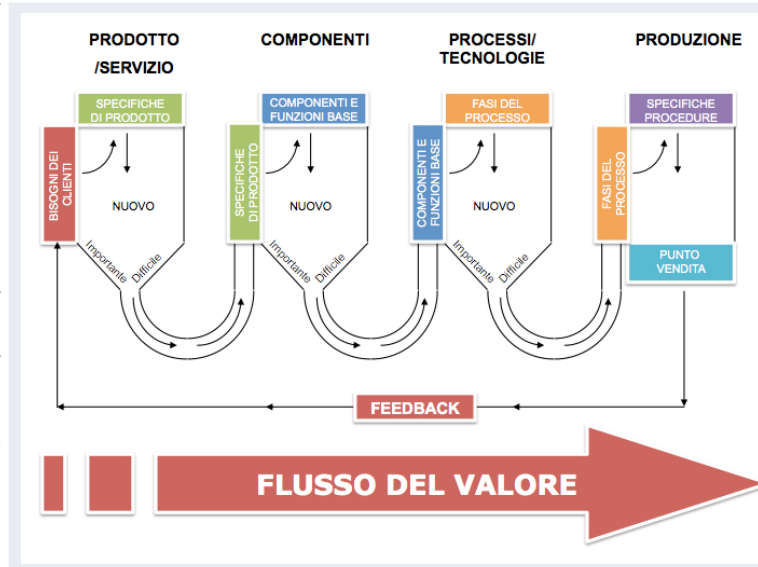 PRODOTTO
/SERVIZIO
COMPONENTI
PROCESSI/
TECNOLOGIE
PRODUZIONE
SPECIFICHE
DI PRODOTTO
COMPONENTI E
FUNZIONI BASE
FASI DEL
PROCESSO
SPECIFICHE
PROCEDURE
BISOGNI DEI
CLIENTI
NUOVO
Importante
Difficile
SPECIFICHE
DI PRODOTTO
NUOVO
Importante
Difficile
COMPONENTI E
FUNZIONI BASE
NUOVO
Importante
Difficile
FASI DEL
PROCESSO
PUNTO
VENDITA
FEEDBACK
FLUSSO DEL VALORE